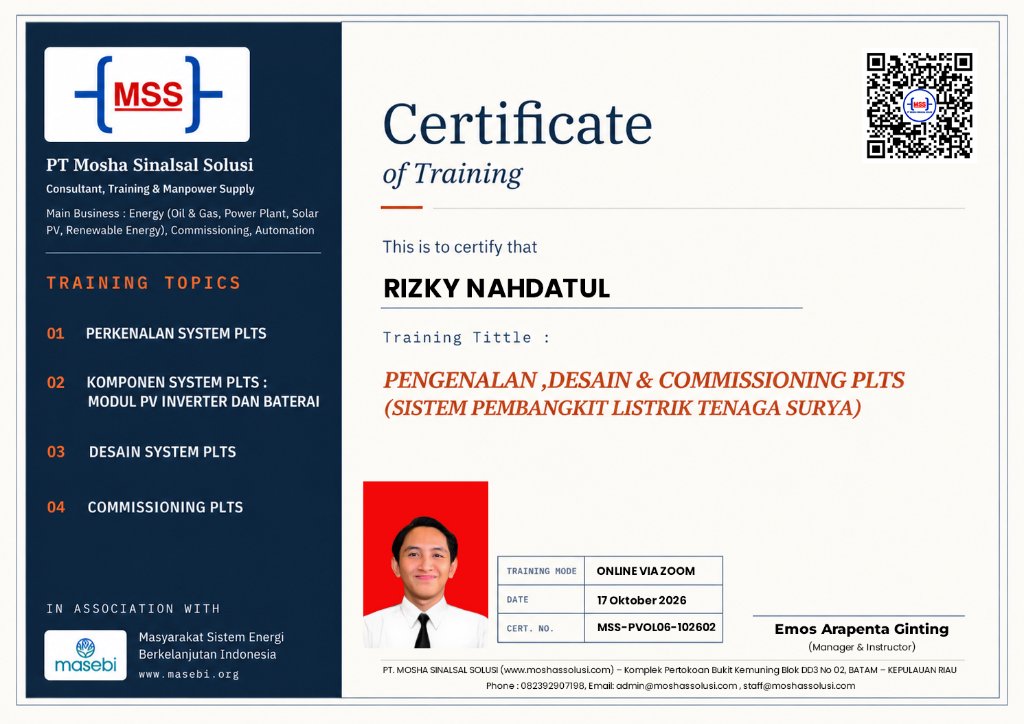 MSS
PT Mosha Sinalsal Solusi
Consultant, Training & Manpower Supply
Main Business : Energy (Oil & Gas, Power Plant, Solar
PV, Renewable Energy), Commissioning, Automation
TRAINING TOPICS
01 PERKENALAN SYSTEM PLTS
02 KOMPONEN SYSTEM PLTS :
MODUL PV INVERTER DAN BATERAI
03 DESAIN SYSTEM PLTS
04 COMMISSIONING PLTS
IN ASSOCIATION WITH
masebi
Masyarakat Sistem Energi
Berkelanjutan Indonesia
www.masebi.org
MSS
Certificate
of Training
This is to certify that
RIZKY NAHDATUL
Training Tittle :
PENGENALAN ,DESAIN & COMMISSIONING PLTS
(SISTEM PEMBANGKIT LISTRIK TENAGA SURYA)
TRAINING MODE ONLINE VIA ZOOM
DATE 17 Oktober 2026
CERT. NO. MSS-PVOL06-102602
Emos Arapenta Ginting
(Manager & Instructor)
PT. MOSHA SINALSAL SOLUSI (www.moshassolusi.com) – Komplek Pertokoan Bukit Kemuning Blok DD3 No 02, BATAM – KEPULAUAN RIAU
Phone : 082392907198, Email: admin@moshassolusi.com , staff@moshassolusi.com